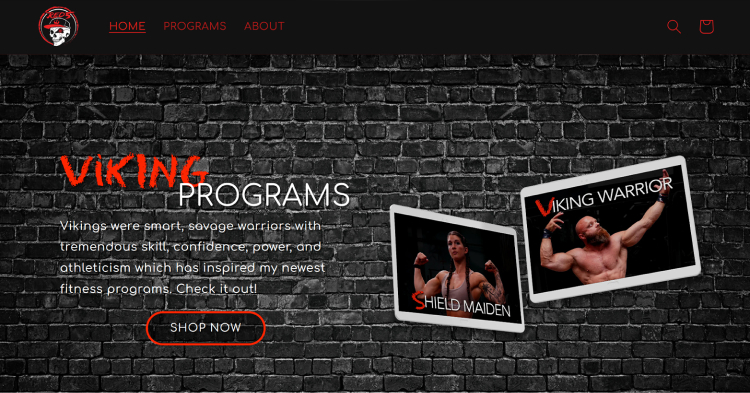 HOME PROGRAMS ABOUT
VIKING
PROGRAMS
Vikings were smart, savage warriors with
tremendous skill, confidence, power, and
athleticism which has inspired my newest
fitness programs. Check it out!
SHOP NOW
SHIELD MAIDEN
VIKING WARRIOR